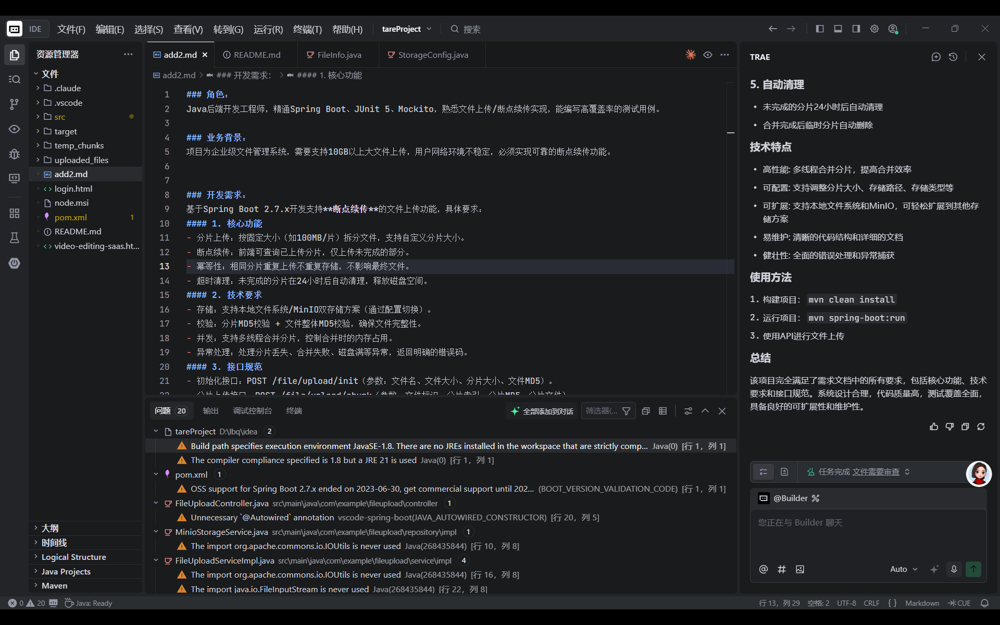 IDE 文件(F) 编辑(E) 选择(S) 查看(V) 转到(G) 运行(R) 终端(T) 帮助(H) tareProject 搜索
资源管理器
文件
.claude
.vscode
src
target
temp_chunks
uploaded_files
add2.md
login.html
node.msi
pom.xml 1
README.md
video-editing-saas.ht...
大纲
时间线
Logical Structure
Java Projects
Maven
add2.md README.md FileInfo.java StorageConfig.java
add2.md > ### 开发需求： > #### 1. 核心功能
1 ### 角色：
2 Java后端开发工程师，精通Spring Boot、JUnit 5、Mockito，熟悉文件上传/断点续传实现，能编写高覆盖率的测试用例。
3
4 ### 业务背景：
5 项目为企业级文件管理系统，需要支持10GB以上大文件上传，用户网络环境不稳定，必须实现可靠的断点续传功能。
6
7
8 ### 开发需求：
9 基于Spring Boot 2.7.x开发支持**断点续传**的文件上传功能，具体要求：
10 #### 1. 核心功能
11 - 分片上传：按固定大小（如100MB/片）拆分文件，支持自定义分片大小。
12 - 断点续传：前端可查询已上传分片，仅上传未完成的部分。
13 - 幂等性：相同分片重复上传不重复存储，不影响最终文件。
14 - 超时清理：未完成的分片在24小时后自动清理，释放磁盘空间。
15 #### 2. 技术要求
16 - 存储：支持本地文件系统/MinIO双存储方案（通过配置切换）。
17 - 校验：分片MD5校验 + 文件整体MD5校验，确保文件完整性。
18 - 并发：支持多线程合并分片，控制合并时的内存占用。
19 - 异常处理：处理分片丢失、合并失败、磁盘满等异常，返回明确的错误码。
20 #### 3. 接口规范
21 - 初始化接口：POST /file/upload/init（参数：文件名、文件大小、分片大小、文件MD5）。
22 - 分片上传接口：POST /file/upload/chunk（参数：文件标识、分片索引、分片MD5、分片文件）
问题 20 输出 调试控制台 终端 全部添加到对话 筛选器(...
tareProject D:\lbq\idea 2
Build path specifies execution environment JavaSE-1.8. There are no JREs installed in the workspace that are strictly comp... Java(0) [行 1，列 1]
The compiler compliance specified is 1.8 but a JRE 21 is used Java(0) [行 1，列 1]
pom.xml 1
OSS support for Spring Boot 2.7.x ended on 2023-06-30, get commercial support until 202... (BOOT_VERSION_VALIDATION_CODE) [行 1，列 1]
FileUploadController.java src\main\java\com\example\fileupload\controller 1
Unnecessary `@Autowired` annotation vscode-spring-boot(JAVA_AUTOWIRED_CONSTRUCTOR) [行 20，列 5]
MinioStorageService.java src\main\java\com\example\fileupload\repository\impl 1
The import org.apache.commons.io.IOUtils is never used Java(268435844) [行 10，列 8]
FileUploadServiceImpl.java src\main\java\com\example\fileupload\service\impl 4
The import org.apache.commons.io.IOUtils is never used Java(268435844) [行 16，列 8]
The import java.io.FileInputStream is never used Java(268435844) [行 22，列 8]
TRAE
5. 自动清理
• 未完成的分片24小时后自动清理
• 合并完成后临时分片自动删除
技术特点
• 高性能: 多线程合并分片，提高合并效率
• 可配置: 支持调整分片大小、存储路径、存储类型等
• 可扩展: 支持本地文件系统和MinIO，可轻松扩展到其他存
储方案
• 易维护: 清晰的代码结构和详细的文档
• 健壮性: 全面的错误处理和异常捕获
使用方法
1. 构建项目： mvn clean install
2. 运行项目： mvn spring-boot:run
3. 使用API进行文件上传
总结
该项目完全满足了需求文档中的所有要求，包括核心功能、技术
要求和接口规范。系统设计合理，代码质量高，测试覆盖全面，
具备良好的可扩展性和维护性。
任务完成 文件需要审查
@Builder
您正在与 Builder 聊天
Auto
0 20 Java: Ready 行 13，列 29 空格: 2 UTF-8 CRLF { } Markdown CUE